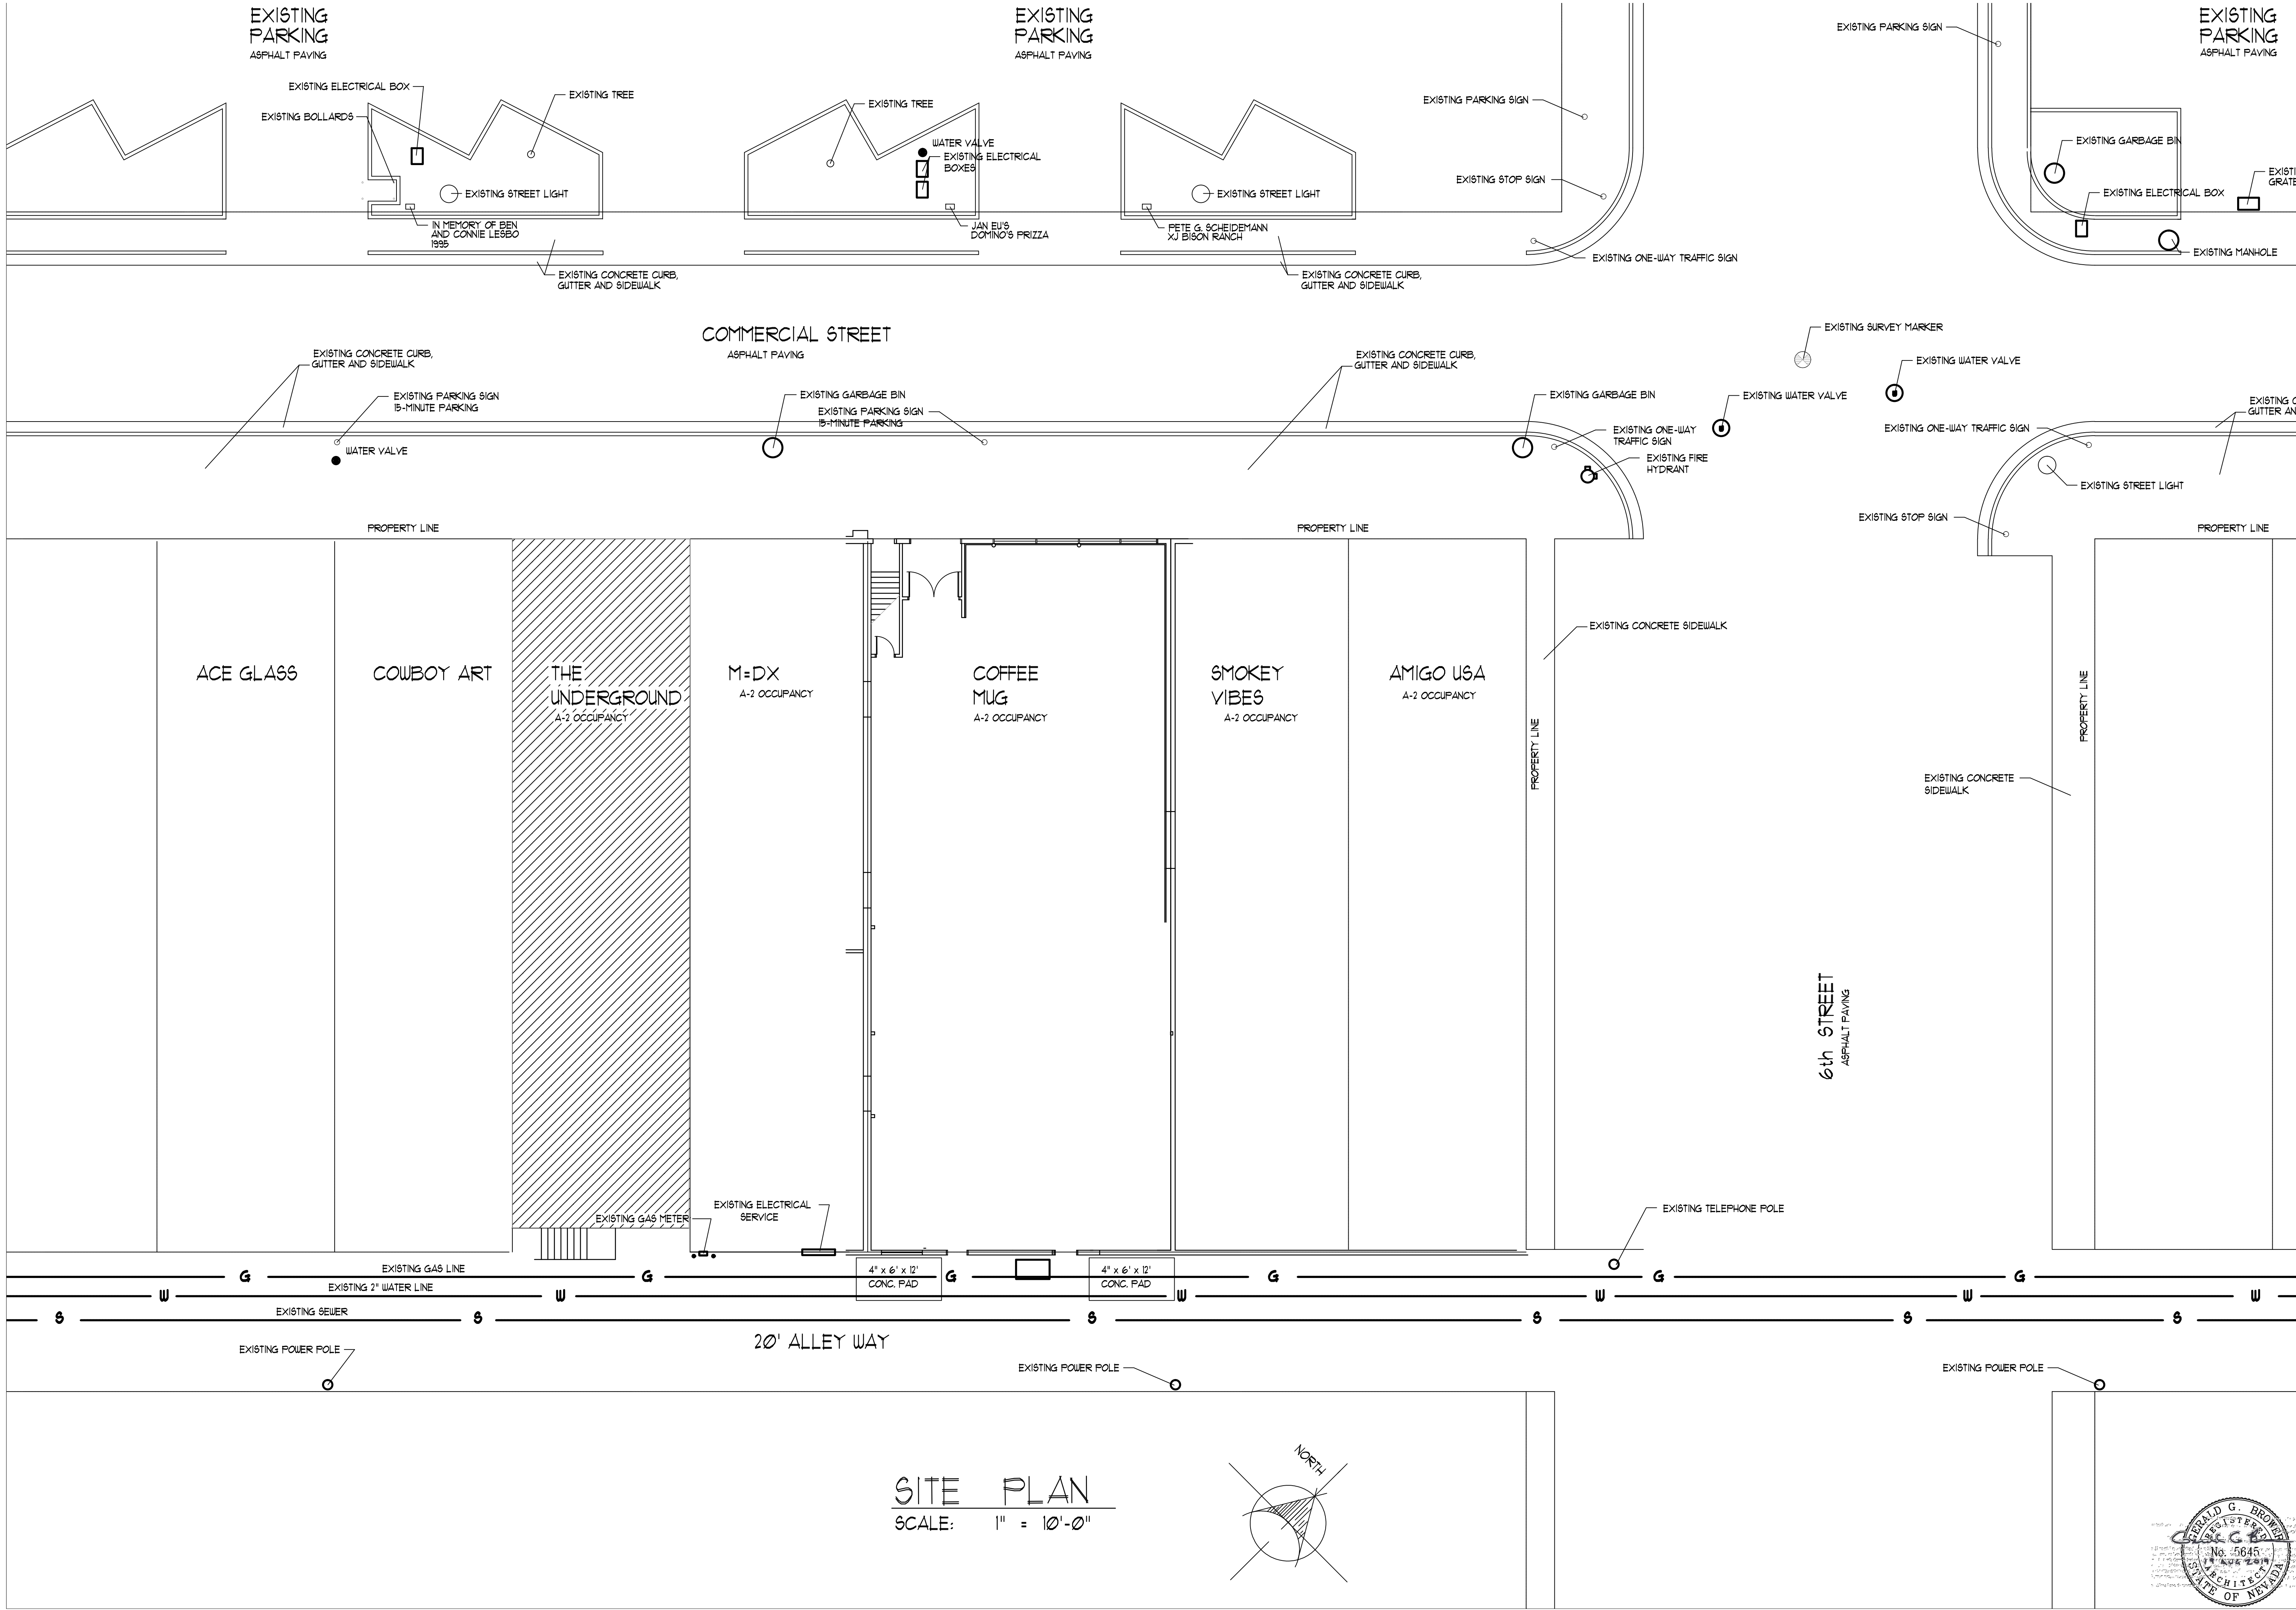 EXISTING
PARKING
ASPHALT PAVING
EXISTING
PARKING
ASPHALT PAVING
EXISTING
PARKING
ASPHALT PAVING
EXISTING PARKING SIGN
EXISTING ELECTRICAL BOX
EXISTING TREE
EXISTING BOLLARDS
EXISTING TREE
WATER VALVE
EXISTING ELECTRICAL
BOXES
EXISTING PARKING SIGN
EXISTING GARBAGE BIN
EXISTING STREET LIGHT
EXISTING STREET LIGHT
EXISTING STOP SIGN
EXISTING ELECTRICAL BOX
EXISTI
GRATE
IN MEMORY OF BEN
AND CONNIE LESBO
1995
JAN EU'S
DOMINO'S PRIZZA
PETE G. SCHEIDEMANN
XJ BISON RANCH
EXISTING ONE-WAY TRAFFIC SIGN
EXISTING MANHOLE
EXISTING CONCRETE CURB,
GUTTER AND SIDEWALK
EXISTING CONCRETE CURB,
GUTTER AND SIDEWALK
COMMERCIAL STREET
ASPHALT PAVING
EXISTING SURVEY MARKER
EXISTING WATER VALVE
EXISTING CONCRETE CURB,
GUTTER AND SIDEWALK
EXISTING CONCRETE CURB,
GUTTER AND SIDEWALK
EXISTING PARKING SIGN
15-MINUTE PARKING
EXISTING GARBAGE BIN
EXISTING PARKING SIGN
15-MINUTE PARKING
EXISTING GARBAGE BIN
EXISTING WATER VALVE
EXISTING C
GUTTER AN
EXISTING ONE-WAY
TRAFFIC SIGN
EXISTING ONE-WAY TRAFFIC SIGN
WATER VALVE
EXISTING FIRE
HYDRANT
EXISTING STREET LIGHT
EXISTING STOP SIGN
PROPERTY LINE
PROPERTY LINE
PROPERTY LINE
EXISTING CONCRETE SIDEWALK
ACE GLASS
COWBOY ART
THE
UNDERGROUND
A-2 OCCUPANCY
M=DX
A-2 OCCUPANCY
COFFEE
MUG
A-2 OCCUPANCY
SMOKEY
VIBES
A-2 OCCUPANCY
AMIGO USA
A-2 OCCUPANCY
PROPERTY LINE
PROPERTY LINE
EXISTING CONCRETE
SIDEWALK
6th STREET
ASPHALT PAVING
EXISTING GAS METER
EXISTING ELECTRICAL
SERVICE
EXISTING TELEPHONE POLE
4" x 6' x 12'
CONC. PAD
4" x 6' x 12'
CONC. PAD
EXISTING GAS LINE
G G G G G G
EXISTING 2" WATER LINE
W W W W W W
EXISTING SEWER
S S S S S S
20' ALLEY WAY
EXISTING POWER POLE
EXISTING POWER POLE
EXISTING POWER POLE
NORTH
SITE PLAN
SCALE: 1" = 10'-0"
GERALD G. BROWER
REGISTERED
No. 5645
ARCHITECT
STATE OF NEVADA